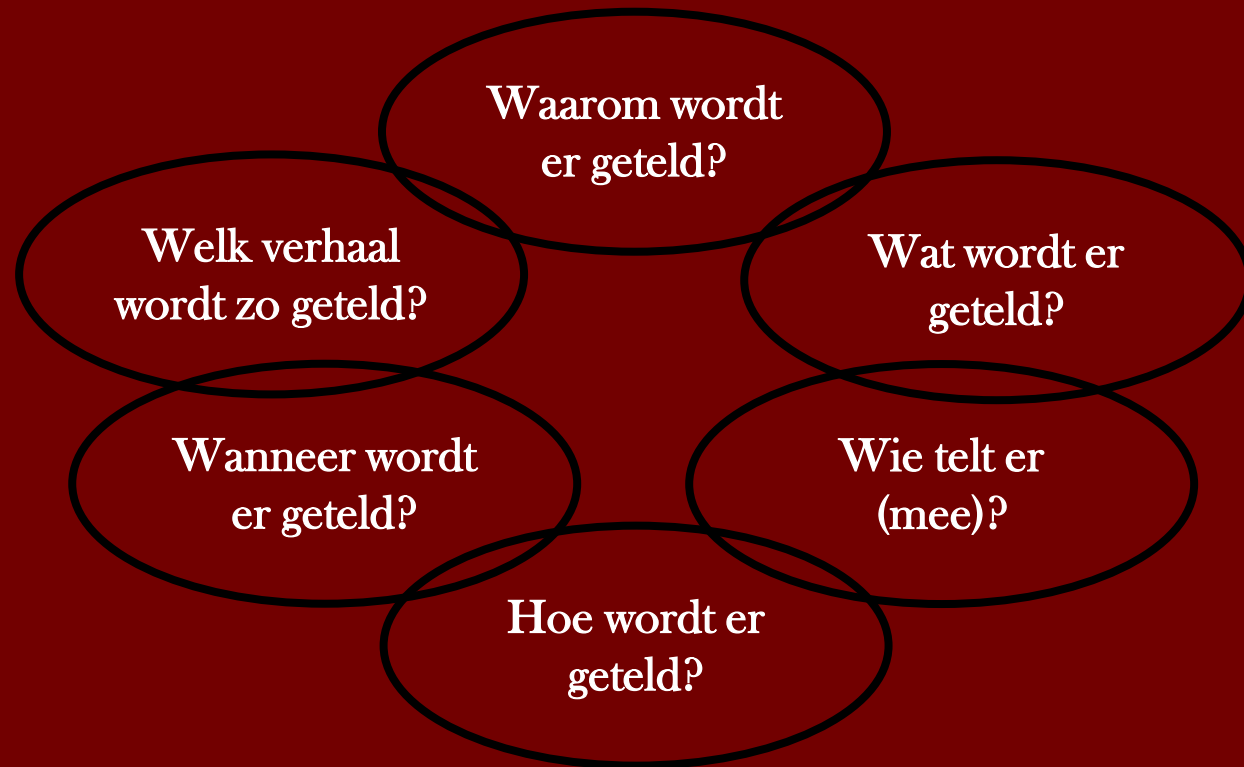 Waarom wordt
er geteld?
Wat wordt er
geteld?
Wie telt er
(mee)?
Hoe wordt er
geteld?
Wanneer wordt
er geteld?
Welk verhaal
wordt zo geteld?